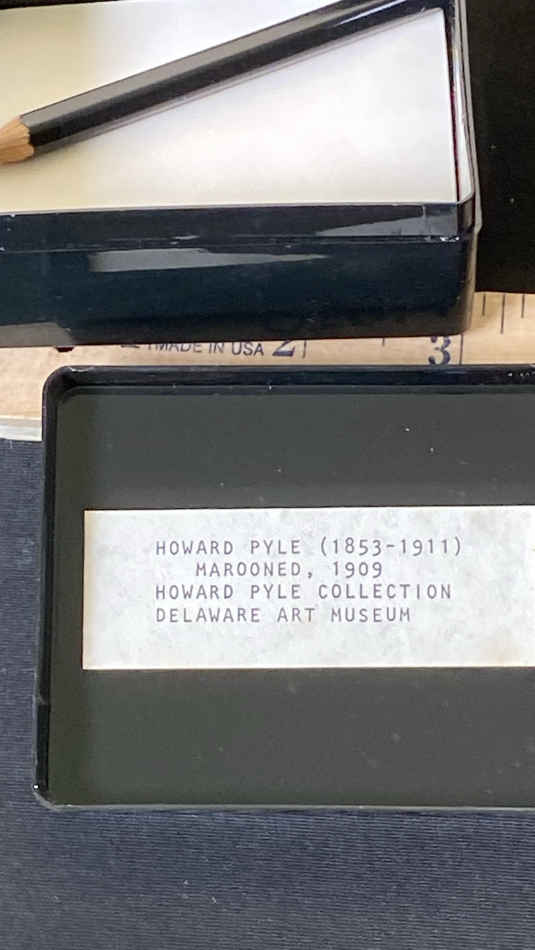 MADE IN USA 2
3
HOWARD PYLE (1853-1911)
MAROONED, 1909
HOWARD PYLE COLLECTION
DELAWARE ART MUSEUM